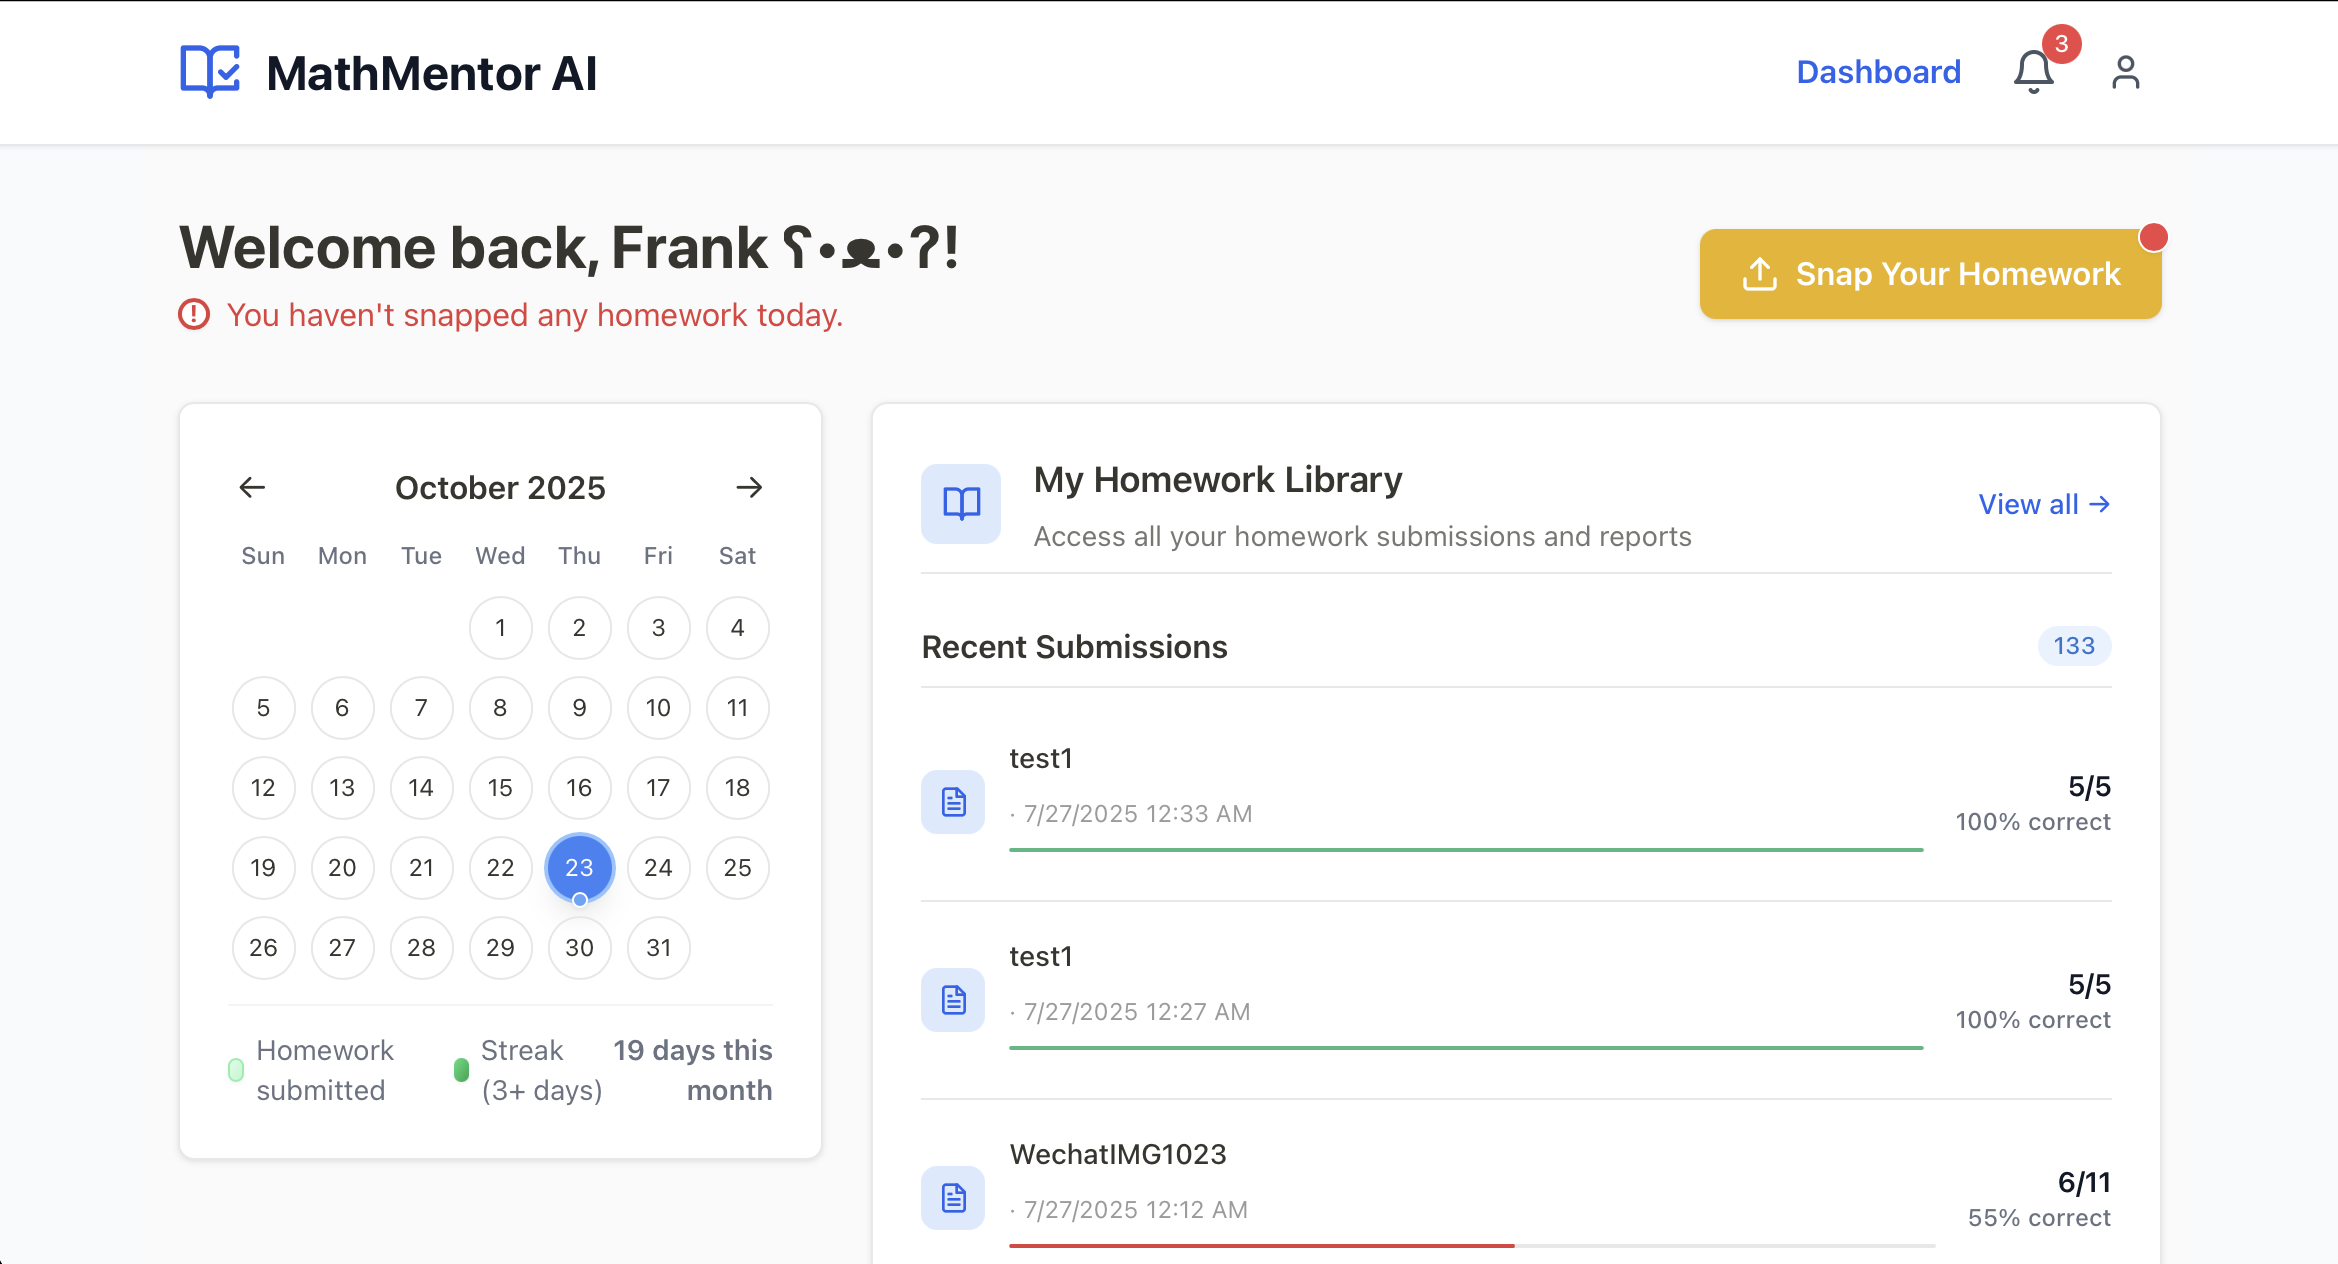 MathMentor AI
Dashboard
3
Welcome back, Frank ʕ•ᴥ•ʔ!
You haven't snapped any homework today.
Snap Your Homework
October 2025
Sun Mon Tue Wed Thu Fri Sat
1 2 3 4
5 6 7 8 9 10 11
12 13 14 15 16 17 18
19 20 21 22 23 24 25
26 27 28 29 30 31
Homework submitted
Streak (3+ days)
19 days this month
My Homework Library
Access all your homework submissions and reports
View all →
Recent Submissions
133
test1
· 7/27/2025 12:33 AM
5/5
100% correct
test1
· 7/27/2025 12:27 AM
5/5
100% correct
WechatIMG1023
· 7/27/2025 12:12 AM
6/11
55% correct